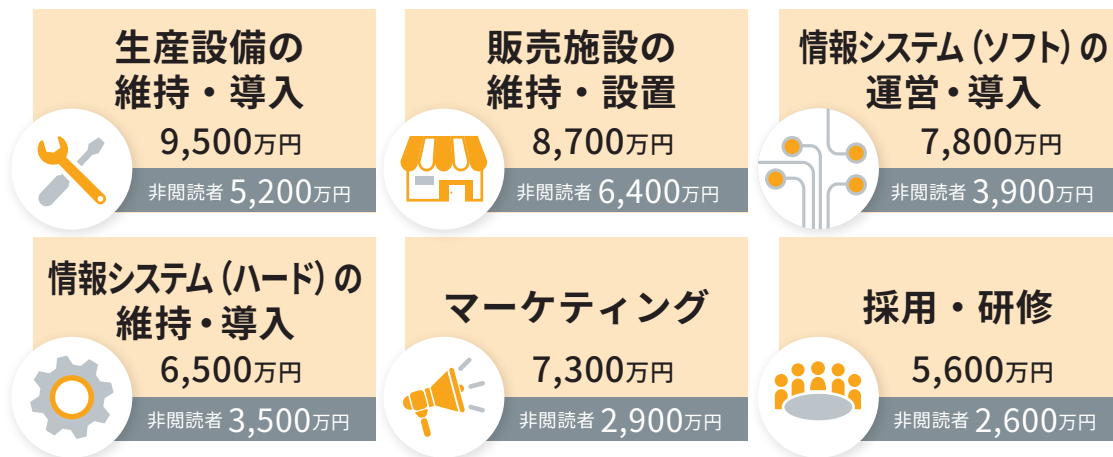 生産設備の
維持・導入
9,500万円
非閲読者 5,200万円
販売施設の
維持・設置
8,700万円
非閲読者 6,400万円
情報システム（ソフト）の
運営・導入
7,800万円
非閲読者 3,900万円
情報システム（ハード）の
維持・導入
6,500万円
非閲読者 3,500万円
マーケティング
7,300万円
非閲読者 2,900万円
採用・研修
5,600万円
非閲読者 2,600万円